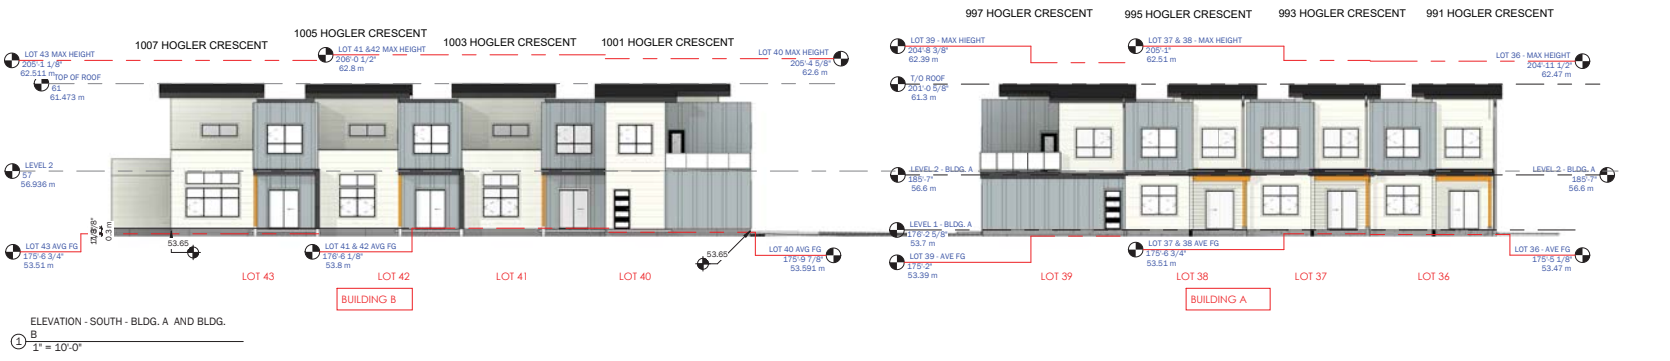 1007 HOGLER CRESCENT
1005 HOGLER CRESCENT
1003 HOGLER CRESCENT
1001 HOGLER CRESCENT
997 HOGLER CRESCENT
995 HOGLER CRESCENT
993 HOGLER CRESCENT
991 HOGLER CRESCENT
LOT 43 MAX HEIGHT
205'-1 1/8"
62.511 m
LOT 41 &42 MAX HEIGHT
206'-0 1/2"
62.8 m
LOT 40 MAX HEIGHT
205'-4 5/8"
62.6 m
LOT 39 - MAX HIEGHT
204'-8 3/8"
62.39 m
LOT 37 & 38 - MAX HEIGHT
205'-1"
62.51 m
LOT 36 - MAX HEIGHT
204'-11 1/2"
62.47 m
TOP OF ROOF
61
61.473 m
T/O ROOF
201'-0 5/8"
61.3 m
LEVEL 2
57
56.936 m
LEVEL 2 - BLDG. A
185'-7"
56.6 m
LEVEL 2 - BLDG. A
185'-7"
56.6 m
0.3 m
LEVEL 1 - BLDG. A
176'-2 5/8"
53.7 m
LOT 43 AVG FG
175'-6 3/4"
53.51 m
53.65
LOT 41 & 42 AVG FG
176'-6 1/8"
53.8 m
53.65
LOT 40 AVG FG
175'-9 7/8"
53.591 m
LOT 39 - AVE FG
175'-2"
53.39 m
LOT 37 & 38 AVE FG
175'-6 3/4"
53.51 m
LOT 36 - AVE FG
175'-5 1/8"
53.47 m
LOT 43
LOT 42
LOT 41
LOT 40
LOT 39
LOT 38
LOT 37
LOT 36
BUILDING B
BUILDING A
ELEVATION - SOUTH - BLDG. A AND BLDG.
B
1
1" = 10'-0"